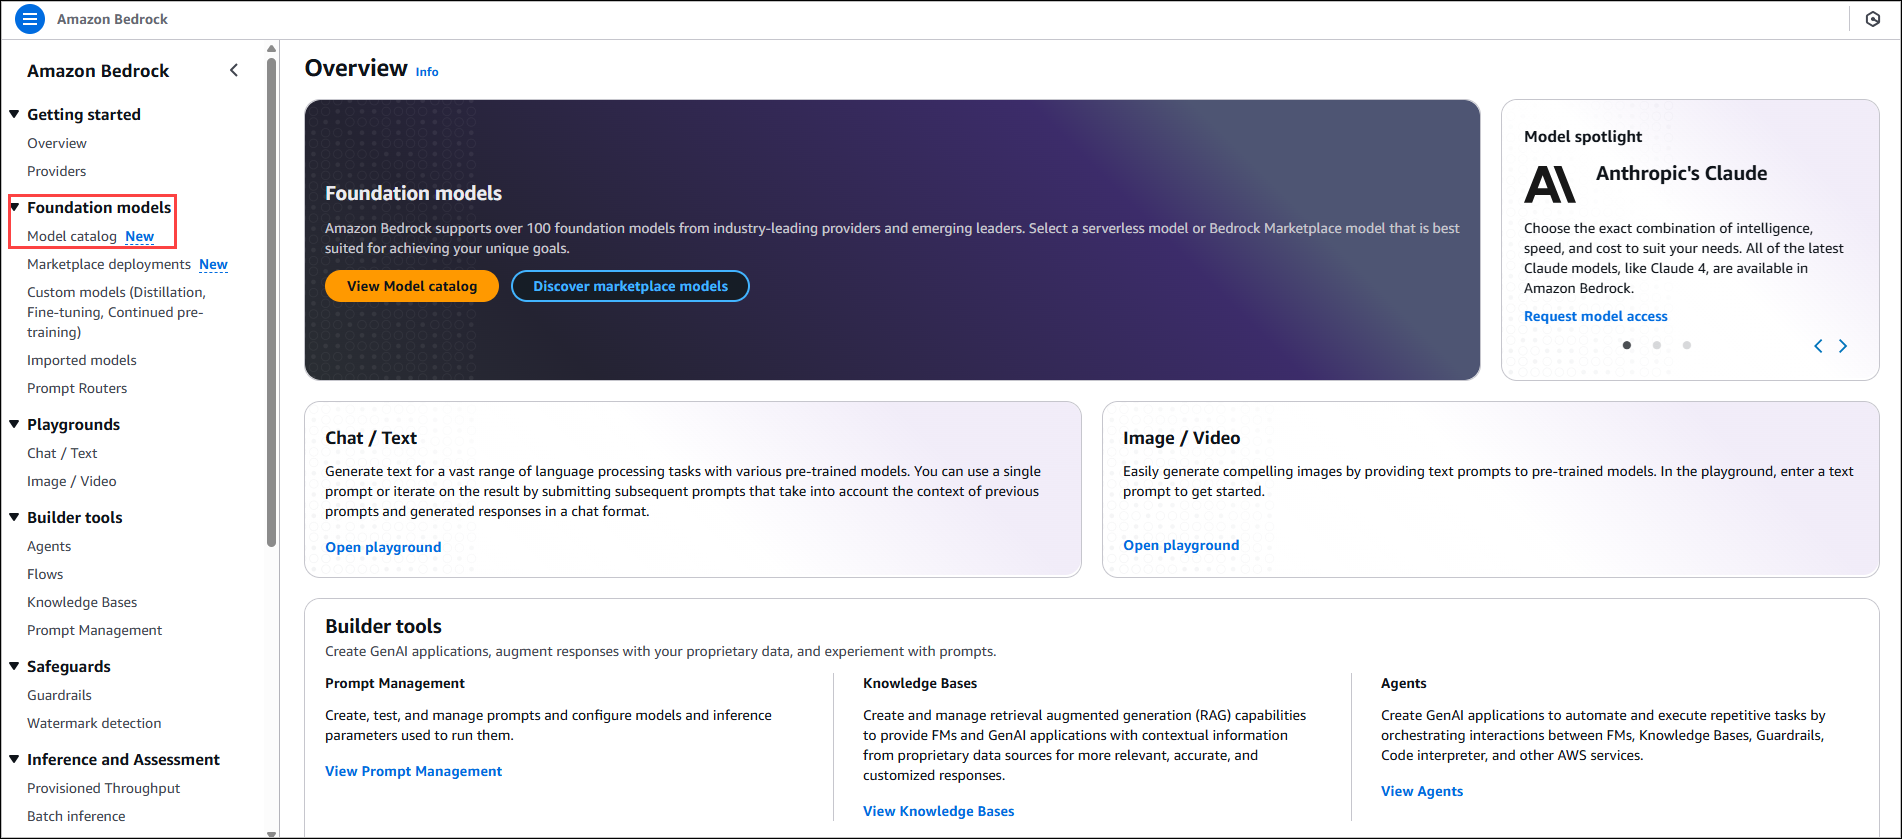 Amazon Bedrock
Amazon Bedrock
Getting started
Overview
Providers
Foundation models
Model catalog New
Marketplace deployments New
Custom models (Distillation,
Fine-tuning, Continued pre-
training)
Imported models
Prompt Routers
Playgrounds
Chat / Text
Image / Video
Builder tools
Agents
Flows
Knowledge Bases
Prompt Management
Safeguards
Guardrails
Watermark detection
Inference and Assessment
Provisioned Throughput
Batch inference
Overview Info
Foundation models
Amazon Bedrock supports over 100 foundation models from industry-leading providers and emerging leaders. Select a serverless model or Bedrock Marketplace model that is best
suited for achieving your unique goals.
View Model catalog
Discover marketplace models
Model spotlight
Anthropic's Claude
Choose the exact combination of intelligence,
speed, and cost to suit your needs. All of the latest
Claude models, like Claude 4, are available in
Amazon Bedrock.
Request model access
Chat / Text
Generate text for a vast range of language processing tasks with various pre-trained models. You can use a single
prompt or iterate on the result by submitting subsequent prompts that take into account the context of previous
prompts and generated responses in a chat format.
Open playground
Image / Video
Easily generate compelling images by providing text prompts to pre-trained models. In the playground, enter a text
prompt to get started.
Open playground
Builder tools
Create GenAI applications, augment responses with your proprietary data, and experiement with prompts.
Prompt Management
Create, test, and manage prompts and configure models and inference
parameters used to run them.
View Prompt Management
Knowledge Bases
Create and manage retrieval augmented generation (RAG) capabilities
to provide FMs and GenAI applications with contextual information
from proprietary data sources for more relevant, accurate, and
customized responses.
View Knowledge Bases
Agents
Create GenAI applications to automate and execute repetitive tasks by
orchestrating interactions between FMs, Knowledge Bases, Guardrails,
Code interpreter, and other AWS services.
View Agents